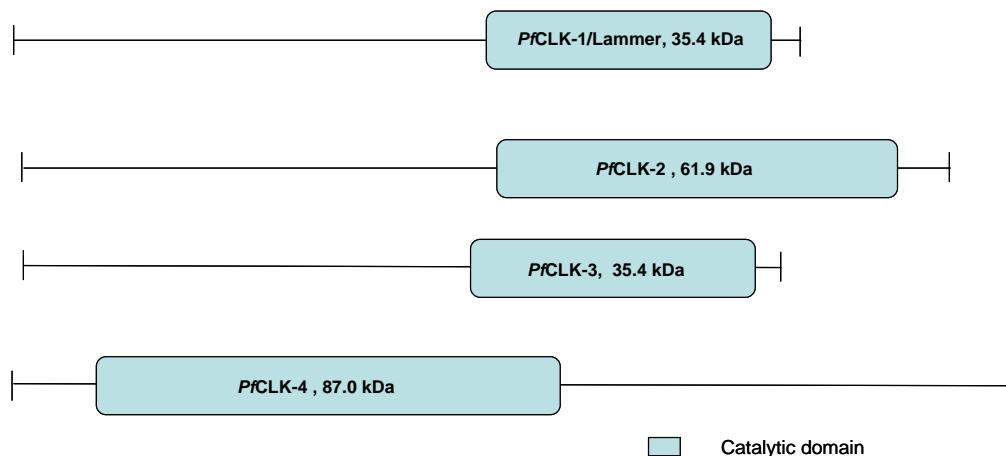 PfCLK-1/Lammer, 35.4 kDa
PfCLK-2 , 61.9 kDa
PfCLK-3, 35.4 kDa
PfCLK-4 , 87.0 kDa
Catalytic domain